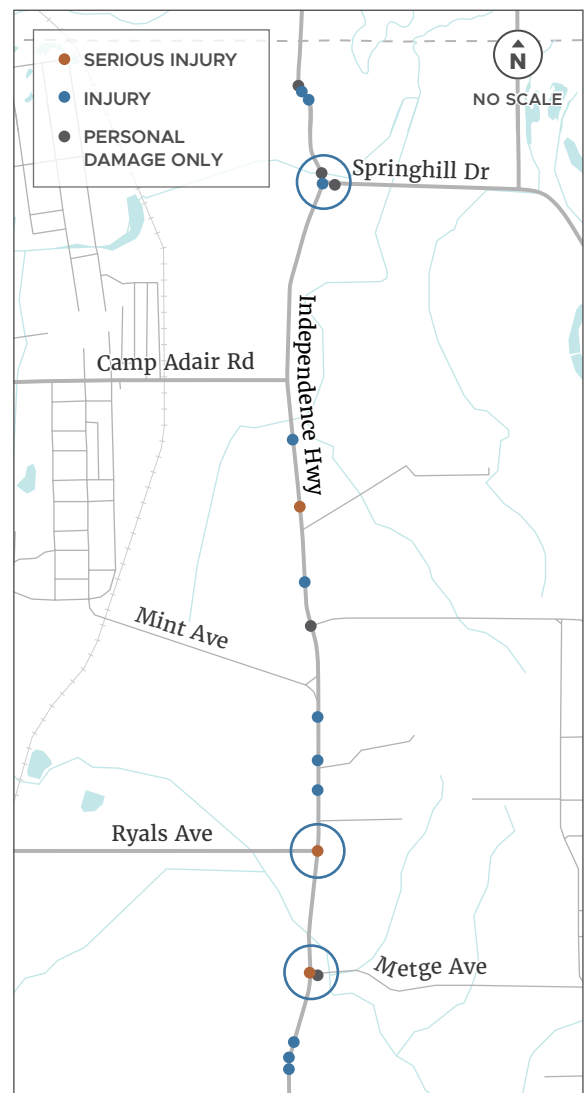 SERIOUS INJURY
INJURY
PERSONAL
DAMAGE ONLY
N
NO SCALE
Springhill Dr
Independence Hwy
Camp Adair Rd
Mint Ave
Ryals Ave
Metge Ave